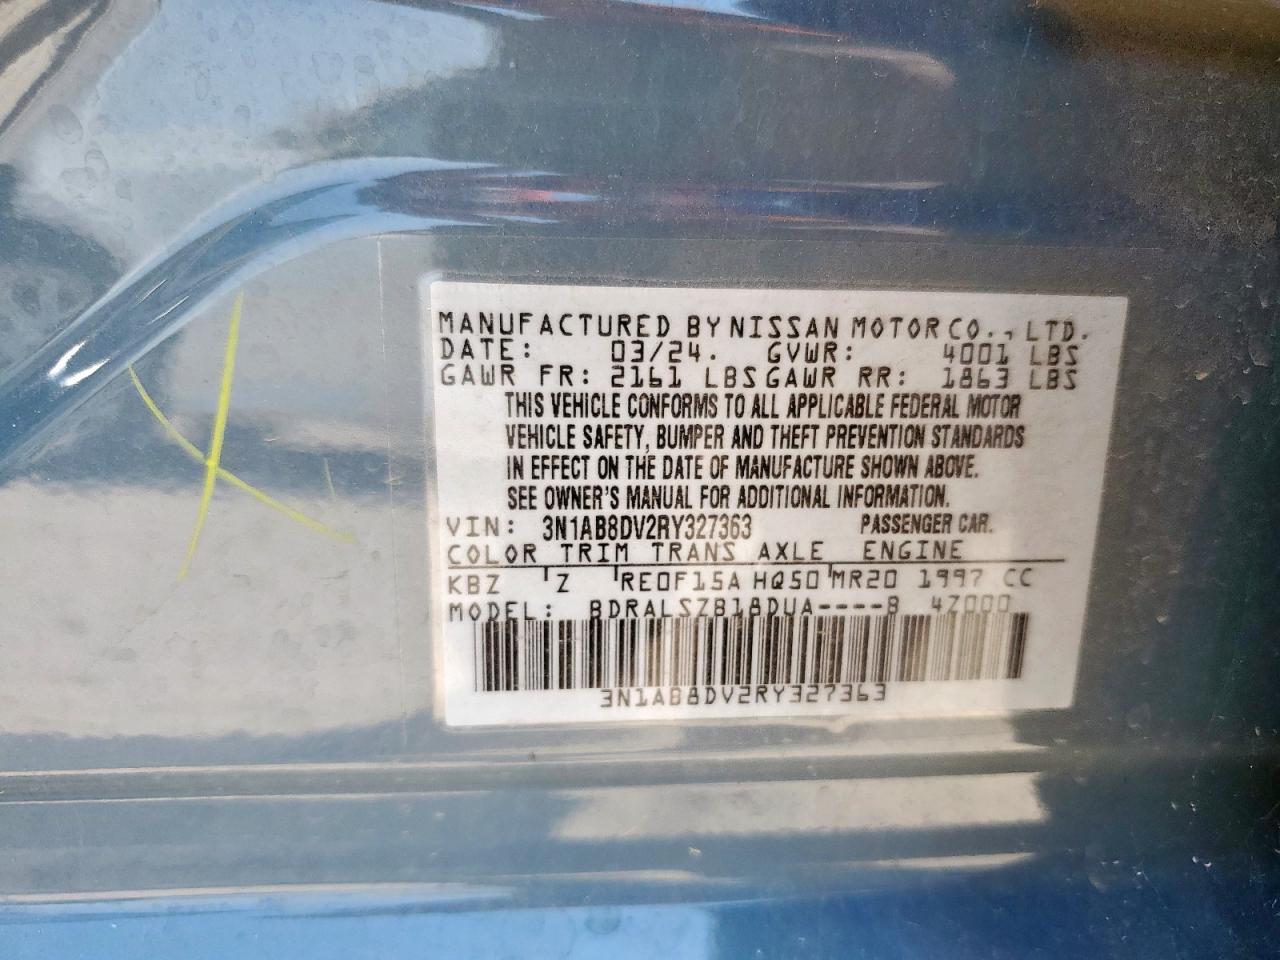 MANUFACTURED BY NISSAN MOTOR CO., LTD.
DATE: 03/24. GVWR: 4001 LBS
GAWR FR: 2161 LBS GAWR RR: 1863 LBS
THIS VEHICLE CONFORMS TO ALL APPLICABLE FEDERAL MOTOR
VEHICLE SAFETY, BUMPER AND THEFT PREVENTION STANDARDS
IN EFFECT ON THE DATE OF MANUFACTURE SHOWN ABOVE.
SEE OWNER'S MANUAL FOR ADDITIONAL INFORMATION.
VIN: 3N1AB8DV2RY327363 PASSENGER CAR.
COLOR TRIM TRANS AXLE ENGINE
KBZ Z RE0F15A HQ50 MR20 1997 CC
MODEL: BDRALSZB18DUA----B 4Z000
3N1AB8DV2RY327363